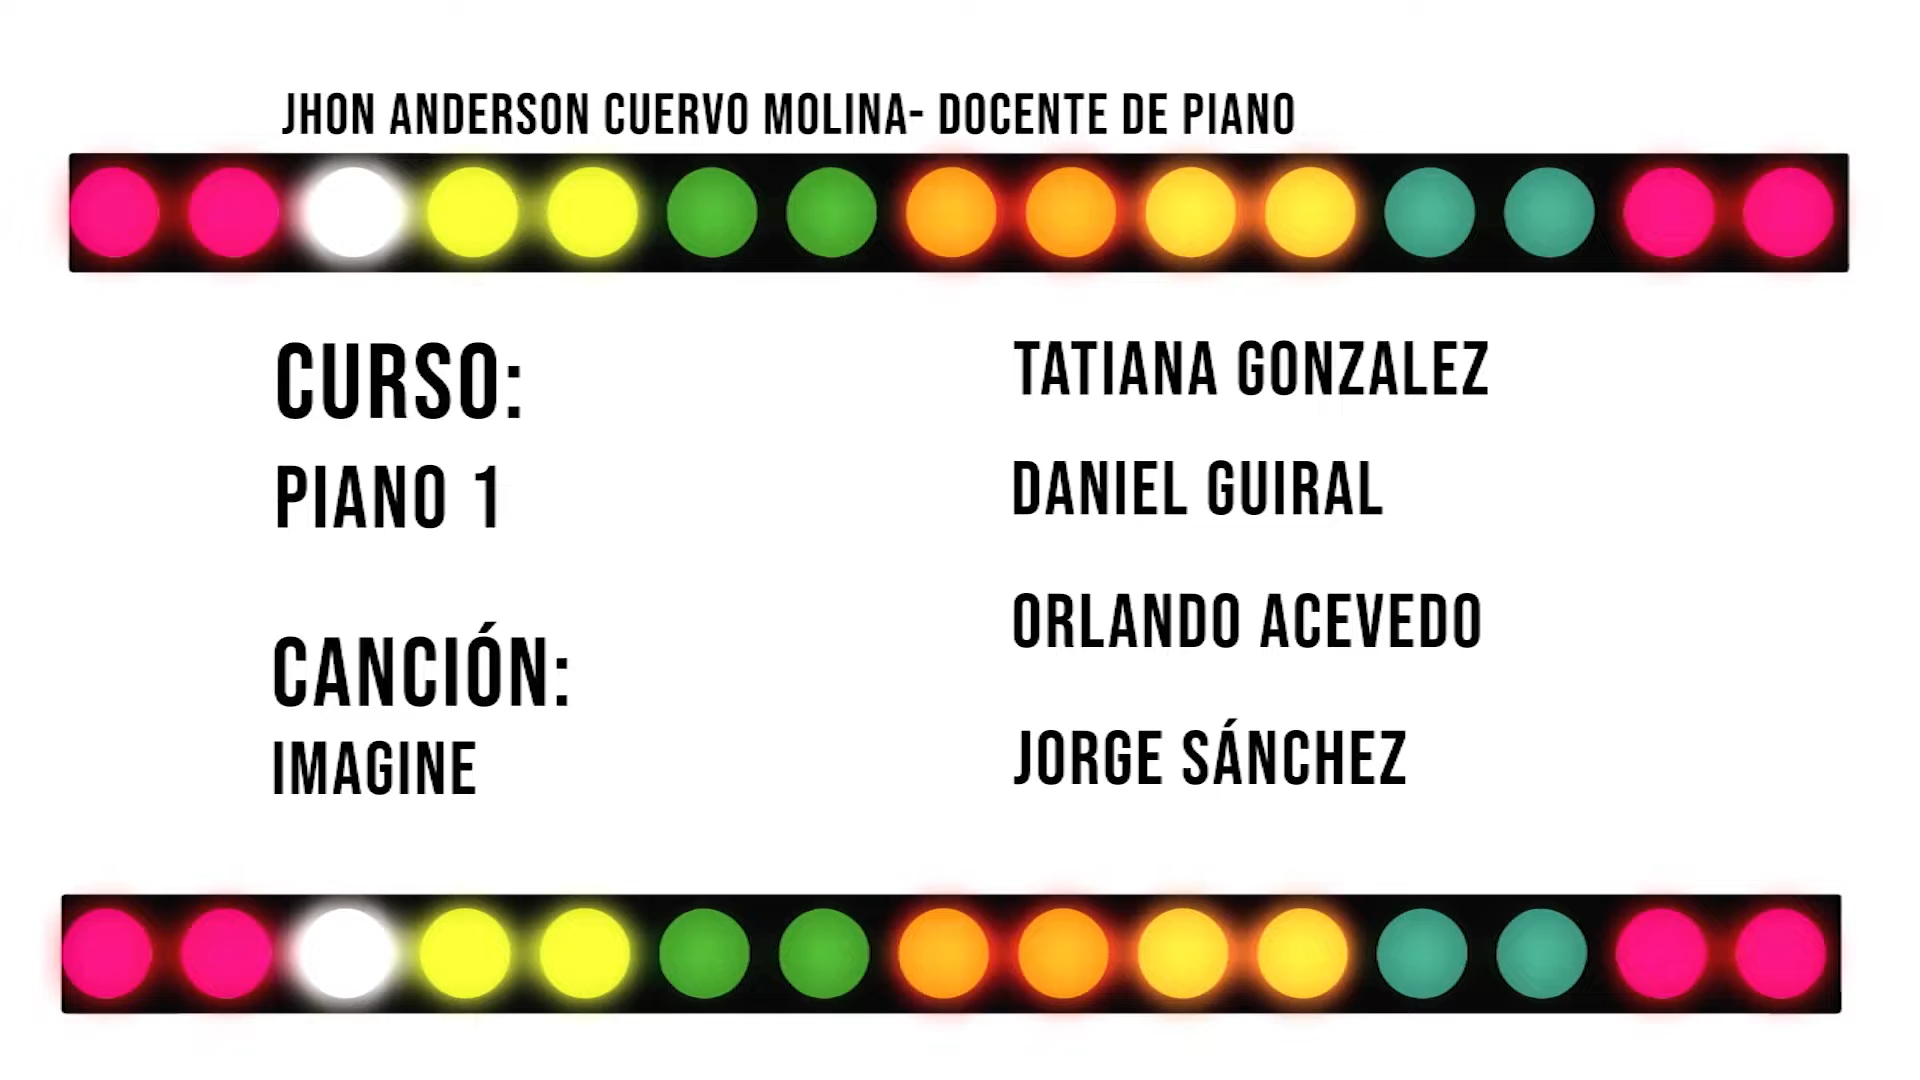 JHON ANDERSON CUERVO MOLINA- DOCENTE DE PIANO
CURSO:
PIANO 1
CANCIÓN:
IMAGINE
TATIANA GONZALEZ
DANIEL GUIRAL
ORLANDO ACEVEDO
JORGE SÁNCHEZ